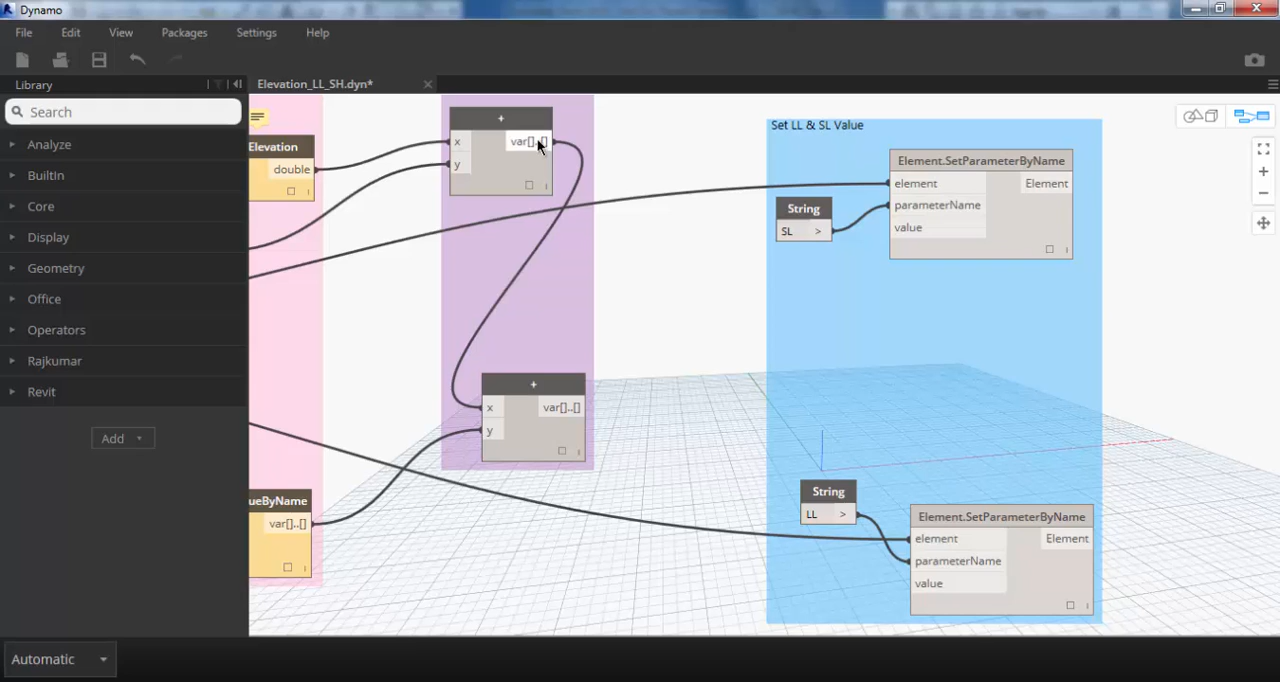 Dynamo
File Edit View Packages Settings Help
Library
Elevation_LL_SH.dyn*
Search
Analyze
BuiltIn
Core
Display
Geometry
Office
Operators
Rajkumar
Revit
Add
Elevation
double
ueByName
var[]..[]
+
x
y
+
x var[]..[]
y
Set LL & SL Value
Element.SetParameterByName
element Element
parameterName
value
String
SL >
String
LL >
Element.SetParameterByName
element Element
parameterName
value
Automatic